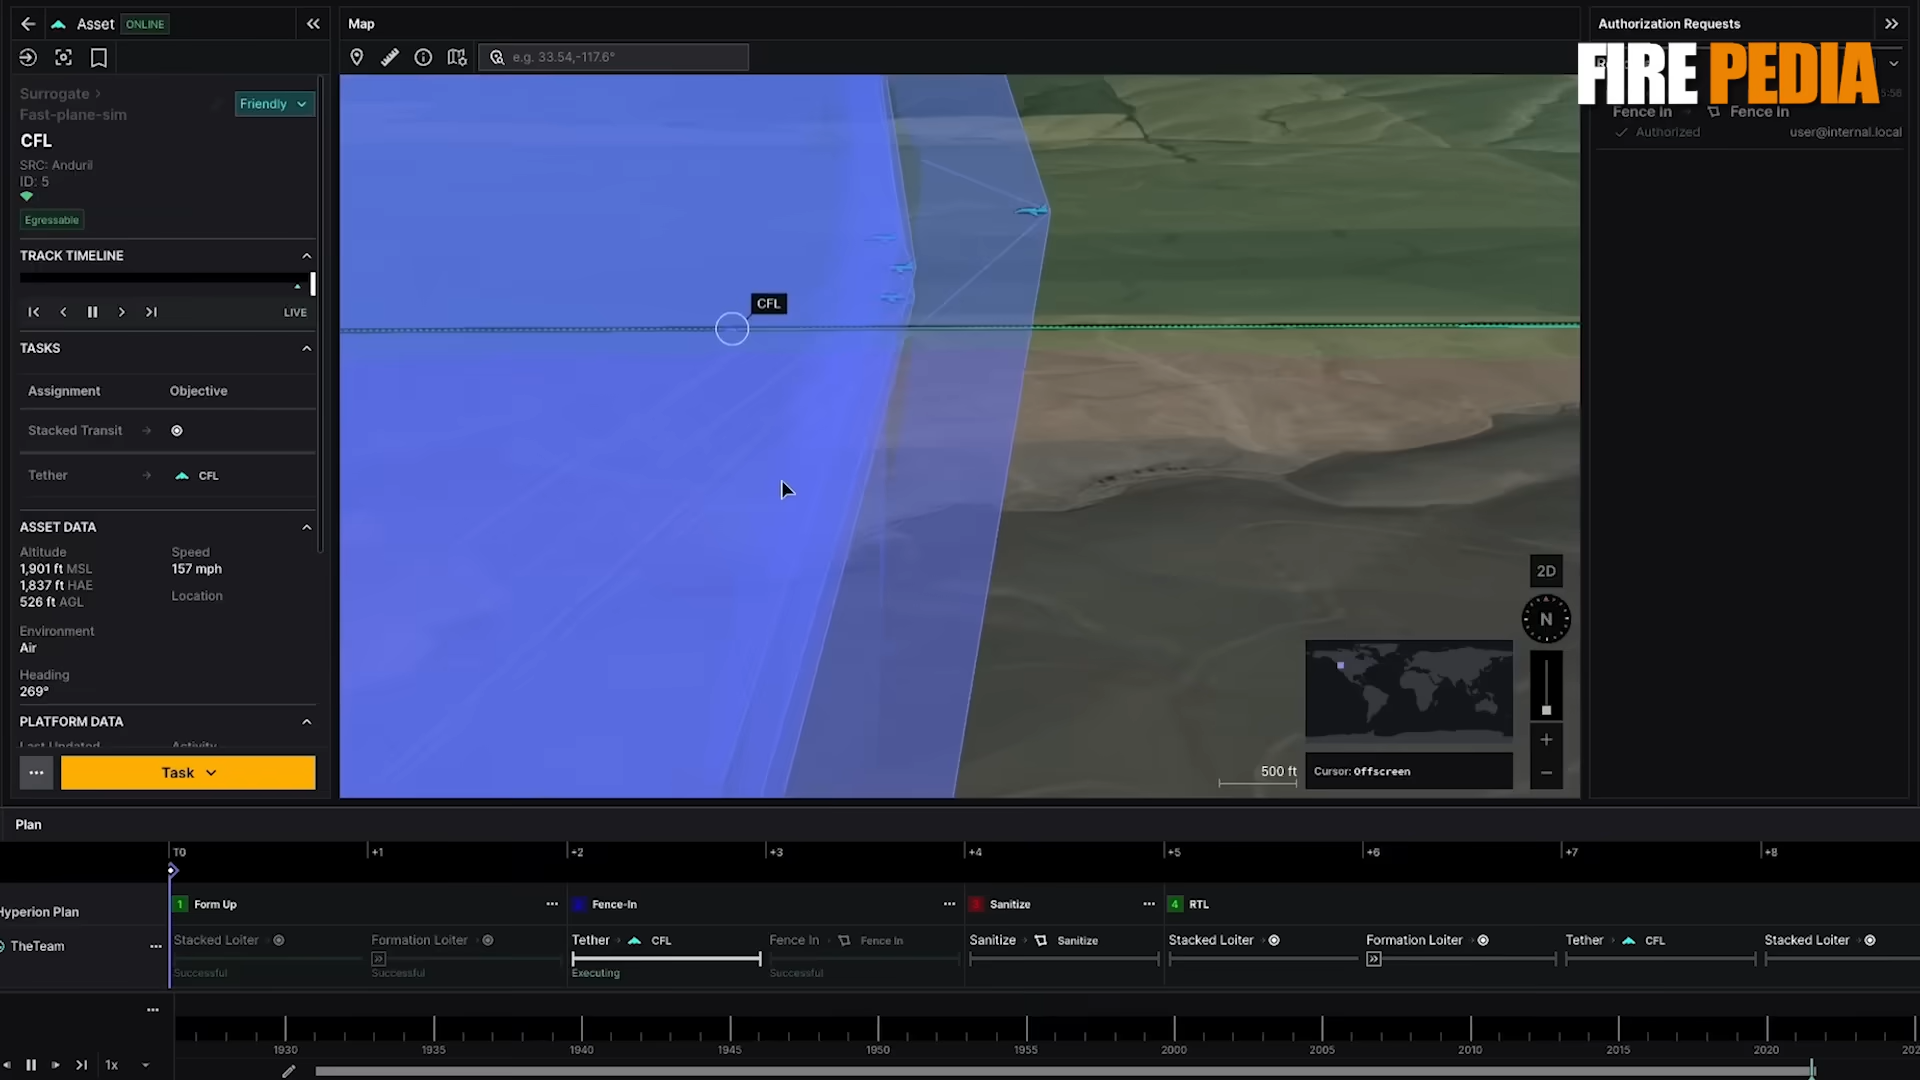 Asset ONLINE
Surrogate >
Fast-plane-sim
Friendly
CFL
SRC: Anduril
ID: 5
Egressable
TRACK TIMELINE
LIVE
TASKS
Assignment Objective
Stacked Transit
Tether CFL
ASSET DATA
Altitude Speed
1,901 ft MSL 157 mph
1,837 ft HAE
526 ft AGL Location
Environment
Air
Heading
269°
PLATFORM DATA
Last Updated Activity
Task
Map
e.g. 33.54,-117.6°
CFL
2D
N
500 ft
Cursor: Offscreen
Authorization Requests
FIRE PEDIA
5:58
Fence In Fence In
Authorized user@internal.local
Plan
T0 +1 +2 +3 +4 +5 +6 +7 +8
Hyperion Plan
1 Form Up
Fence-In
Sanitize
4 RTL
TheTeam
Stacked Loiter
Formation Loiter
Tether CFL
Fence In Fence In
Sanitize Sanitize
Stacked Loiter
Formation Loiter
Tether CFL
Stacked Loiter
Successful
Successful
Executing
Successful
1930 1935 1940 1945 1950 1955 2000 2005 2010 2015 2020
1x